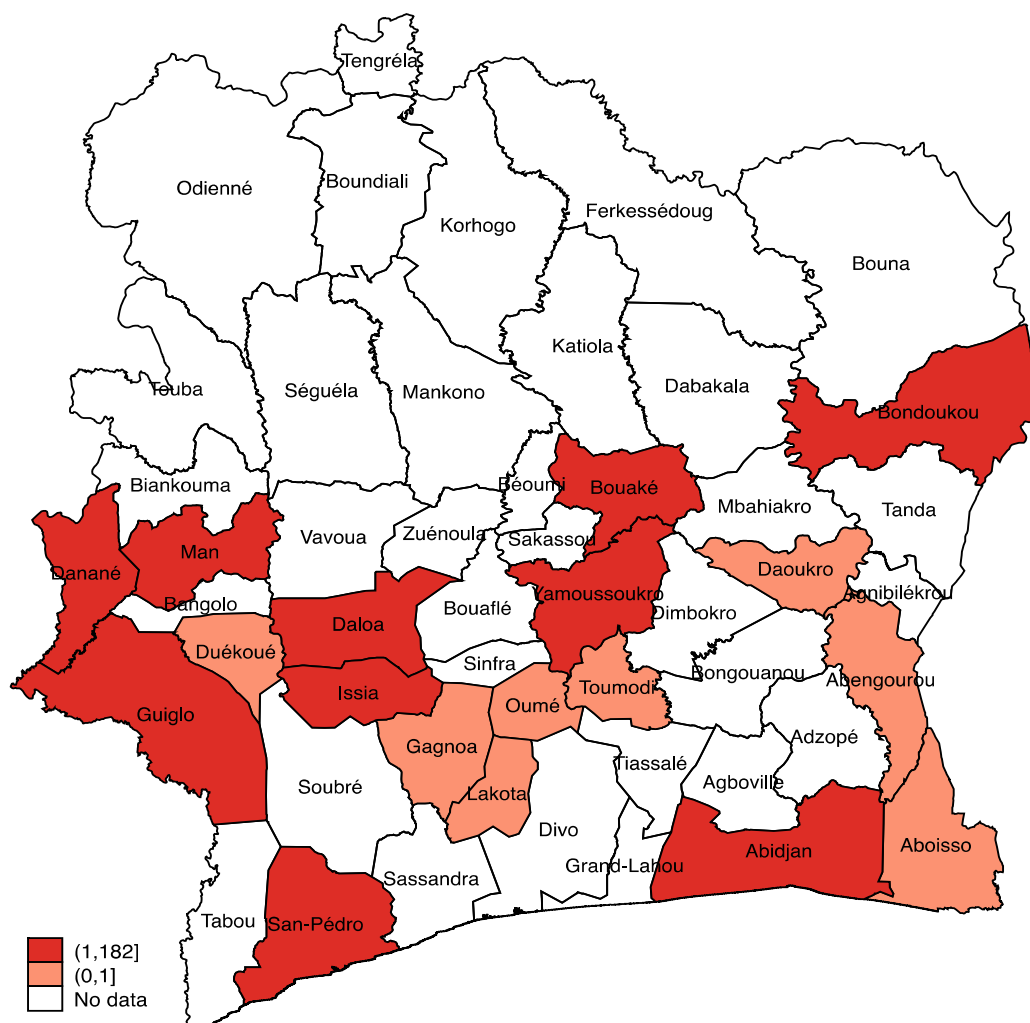 Tengréla
Odienné
Boundiali
Korhogo
Ferkessédoug
Bouna
Katiola
Touba
Séguéla
Mankono
Dabakala
Bondoukou
Biankouma
Béoumi
Bouaké
Mbahiakro
Tanda
Vavoua
Zuénoula
Sakassou
Man
Danané
Daoukro
Agnibilékrou
Bangolo
Yamoussoukro
Bouaflé
Dimbokro
Daloa
Duékoué
Sinfra
Bongouanou
Abengourou
Issia
Toumodi
Oumé
Guiglo
Gagnoa
Adzopé
Tiassalé
Agboville
Soubré
Lakota
Divo
Abidjan
Aboisso
Grand-Lahou
Sassandra
Tabou
San-Pédro
(1,182]
(0,1]
No data